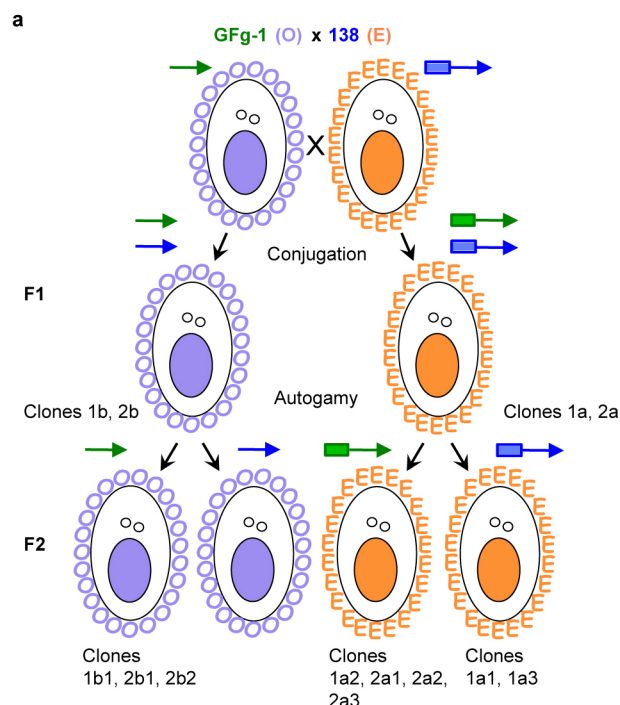 a
GFg-1 (O) x 138 (E)
X
Conjugation
F1
Clones 1b, 2b
Autogamy
Clones 1a, 2a
F2
Clones
1b1, 2b1, 2b2
Clones
1a2, 2a1, 2a2,
2a3
Clones
1a1, 1a3